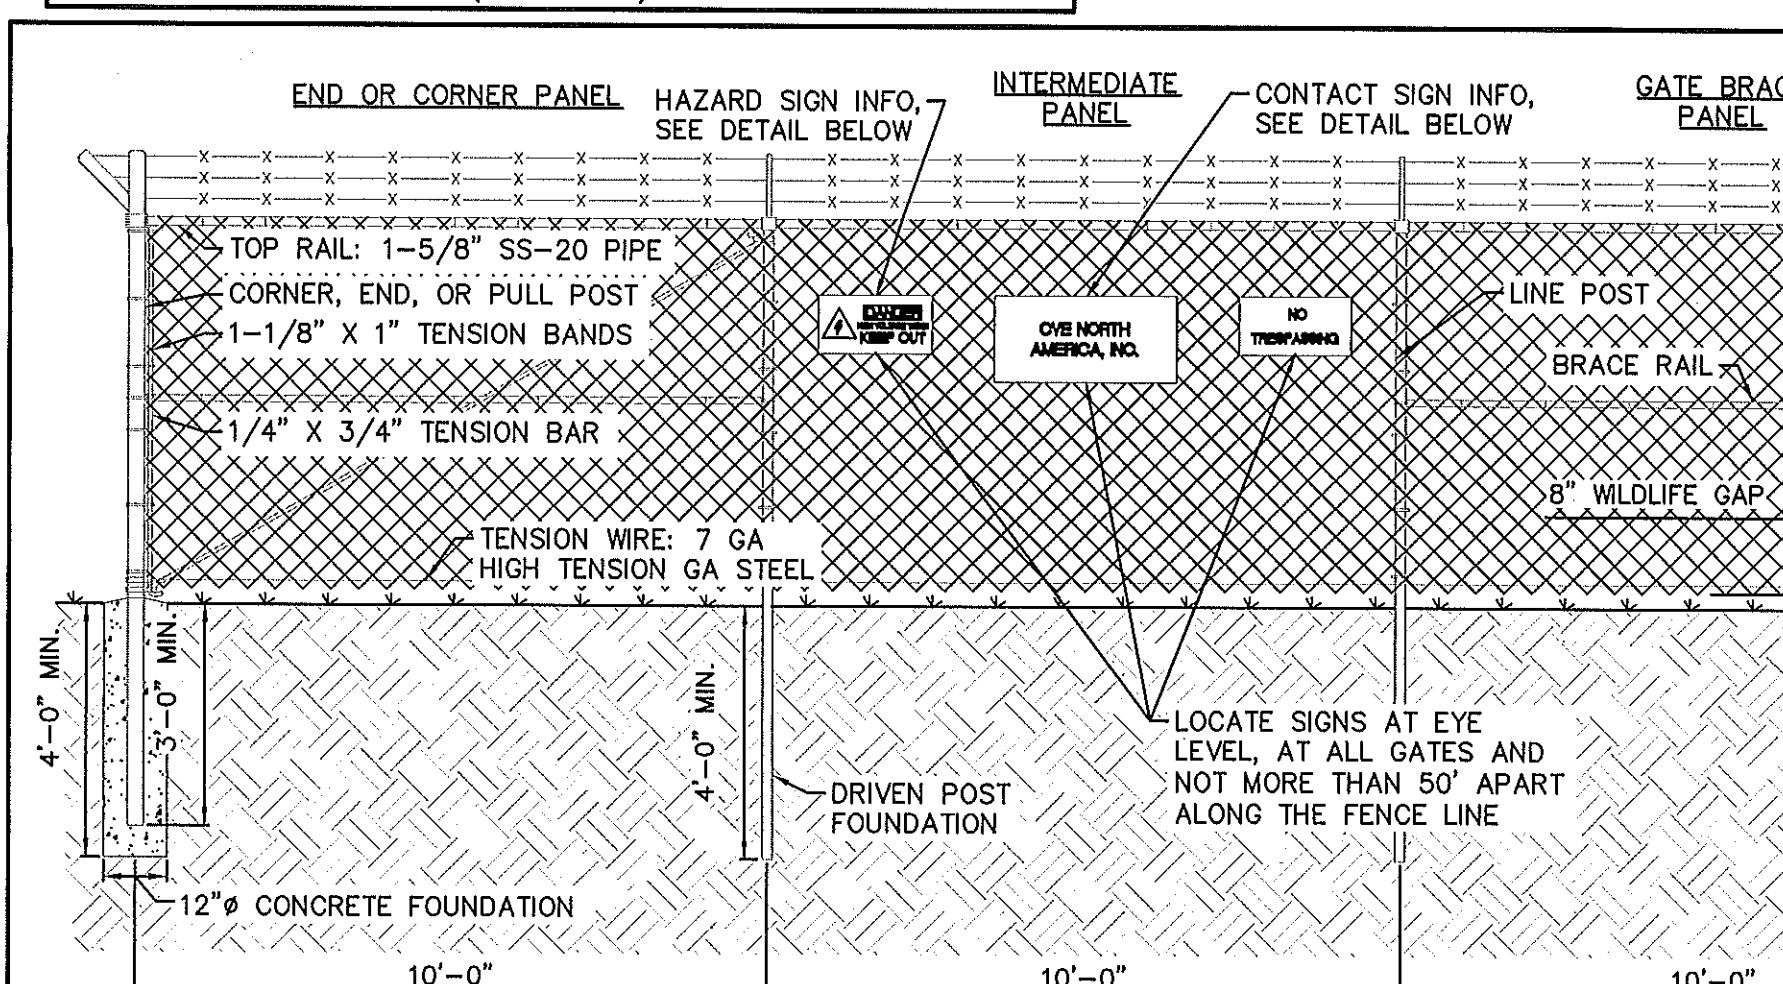 END OR CORNER PANEL
HAZARD SIGN INFO,
SEE DETAIL BELOW
INTERMEDIATE
PANEL
CONTACT SIGN INFO,
SEE DETAIL BELOW
PANEL
TOP RAIL: 1-5/8" SS-20 PIPE
CORNER, END, OR PULL POST
1-1/8" X 1" TENSION BANDS
1/4" X 3/4" TENSION BAR
DANGER
KEEP OUT
OVE NORTH
AMERICA, INC.
NO
TRESPASSING
LINE POST
BRACE RAIL
8" WILDLIFE GAP
TENSION WIRE: 7 GA
HIGH TENSION GA STEEL
4'-0" MIN.
3'-0" MIN.
4'-0" MIN.
DRIVEN POST
FOUNDATION
LOCATE SIGNS AT EYE
LEVEL, AT ALL GATES AND
NOT MORE THAN 50' APART
ALONG THE FENCE LINE
12"ø CONCRETE FOUNDATION
10'-0"
10'-0"
10'-0"
GATE